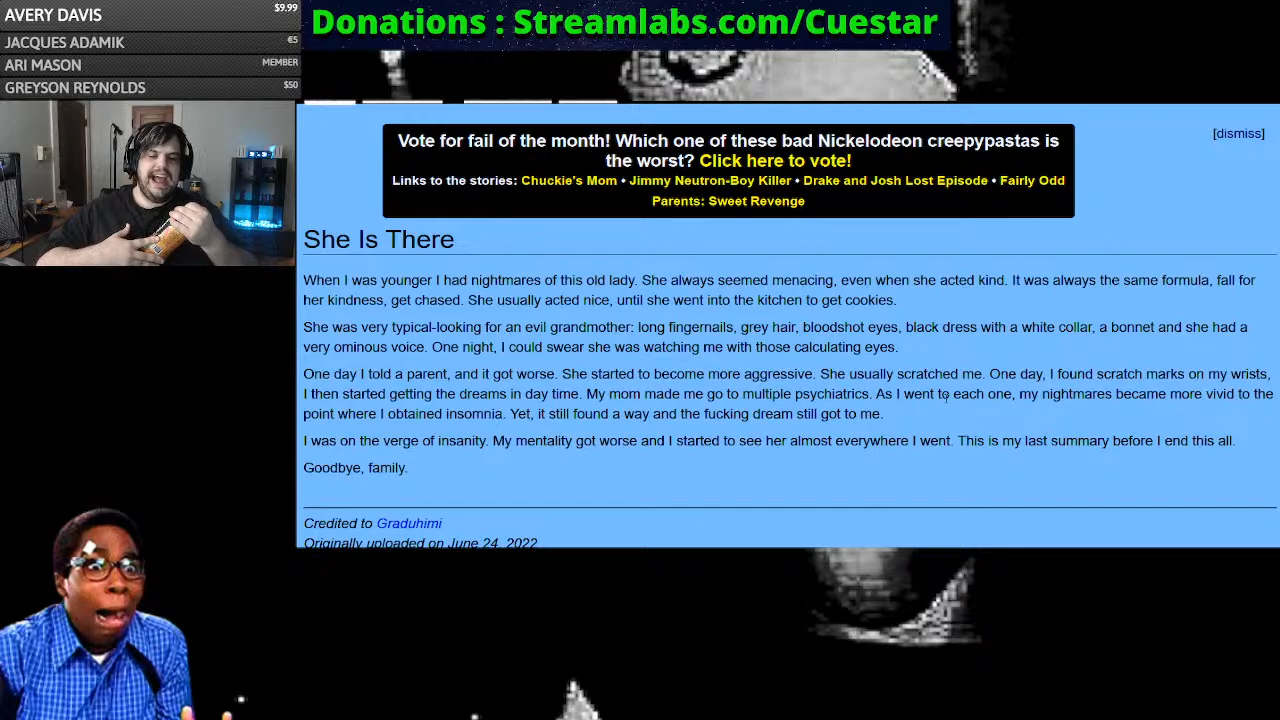 AVERY DAVIS $9.99
JACQUES ADAMIK €5
ARI MASON MEMBER
GREYSON REYNOLDS $50
Donations : Streamlabs.com/Cuestar
Vote for fail of the month! Which one of these bad Nickelodeon creepypastas is
the worst? Click here to vote!
Links to the stories: Chuckie's Mom • Jimmy Neutron-Boy Killer • Drake and Josh Lost Episode • Fairly Odd
Parents: Sweet Revenge
[dismiss]
She Is There
When I was younger I had nightmares of this old lady. She always seemed menacing, even when she acted kind. It was always the same formula, fall for
her kindness, get chased. She usually acted nice, until she went into the kitchen to get cookies.
She was very typical-looking for an evil grandmother: long fingernails, grey hair, bloodshot eyes, black dress with a white collar, a bonnet and she had a
very ominous voice. One night, I could swear she was watching me with those calculating eyes.
One day I told a parent, and it got worse. She started to become more aggressive. She usually scratched me. One day, I found scratch marks on my wrists,
I then started getting the dreams in day time. My mom made me go to multiple psychiatrics. As I went to each one, my nightmares became more vivid to the
point where I obtained insomnia. Yet, it still found a way and the fucking dream still got to me.
I was on the verge of insanity. My mentality got worse and I started to see her almost everywhere I went. This is my last summary before I end this all.
Goodbye, family.
Credited to Graduhimi
Originally uploaded on June 24, 2022